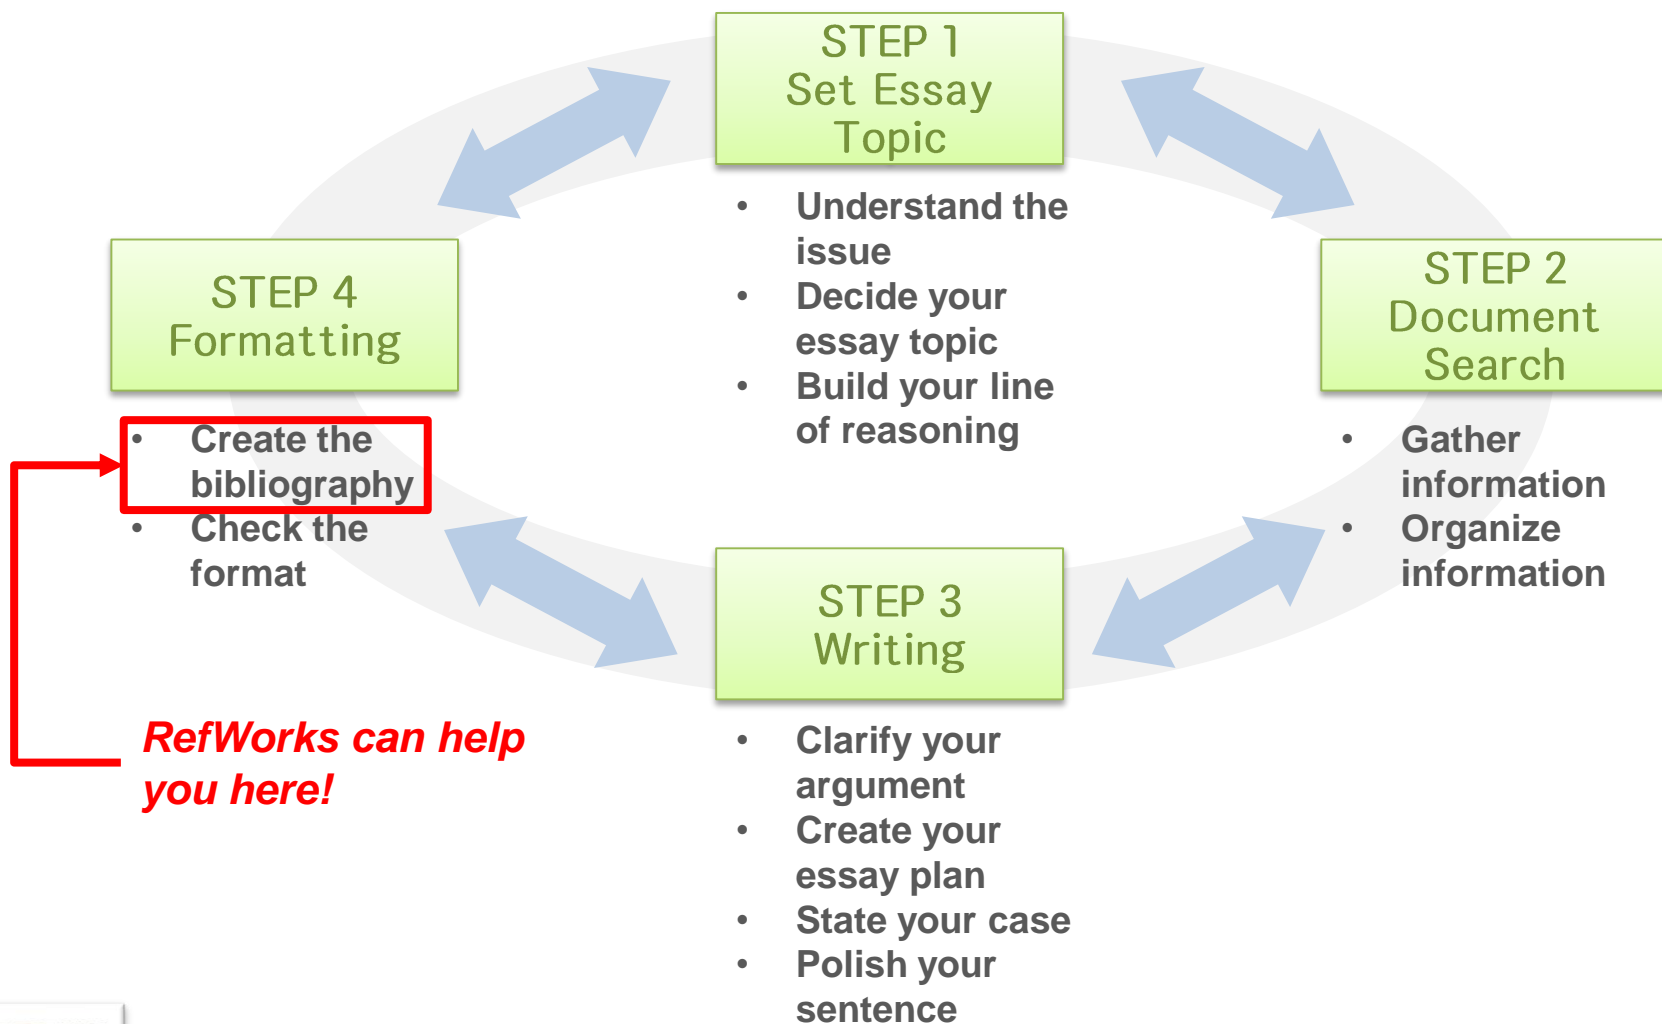 STEP 1
Set Essay
Topic
• Understand the
issue
• Decide your
essay topic
• Build your line
of reasoning
STEP 2
Document
Search
• Gather
information
• Organize
information
STEP 3
Writing
• Clarify your
argument
• Create your
essay plan
• State your case
• Polish your
sentence
STEP 4
Formatting
• Create the
bibliography
• Check the
format
RefWorks can help
you here!